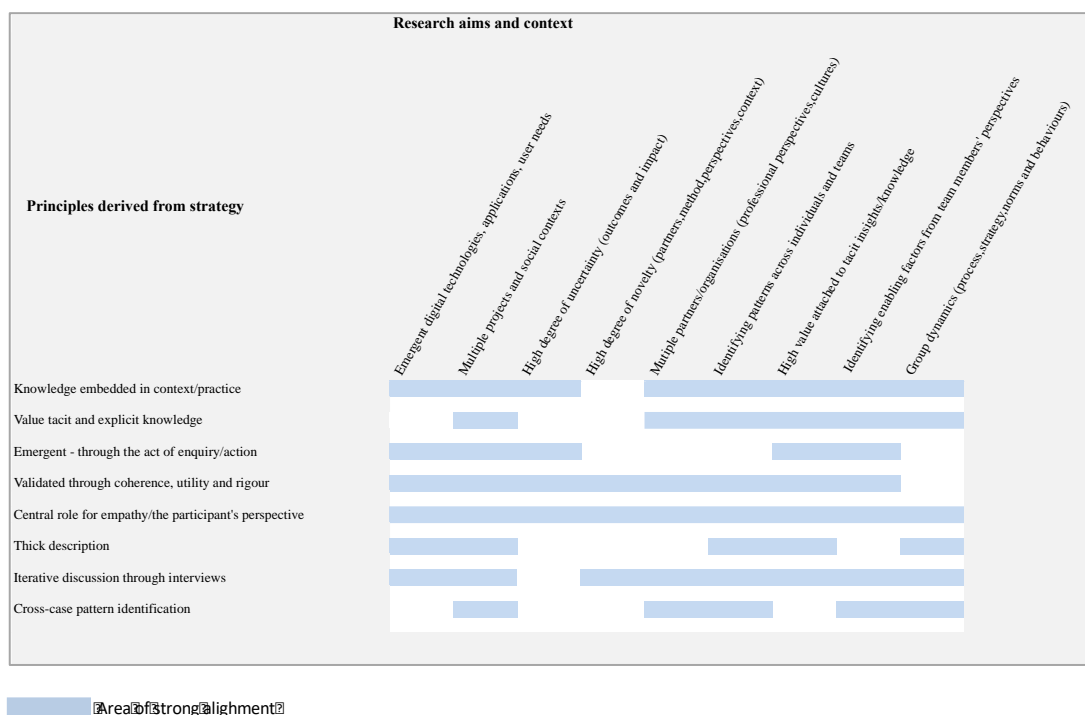 Research aims and context
Principles derived from strategy
Emergent digital technologies, applications, user needs
Multiple projects and social contexts
High degree of uncertainty (outcomes and impact)
High degree of novelty (partners,method,perspectives,context)
Mutiple partners/organisations (professional perspectives,cultures)
Identifying patterns across individuals and teams
High value attached to tacit insights/knowledge
Identifying enabling factors from team members' perspectives
Group dynamics (process,strategy,norms and behaviours)
Knowledge embedded in context/practice
Value tacit and explicit knowledge
Emergent - through the act of enquiry/action
Validated through coherence, utility and rigour
Central role for empathy/the participant's perspective
Thick description
Iterative discussion through interviews
Cross-case pattern identification
Area of strong alighment